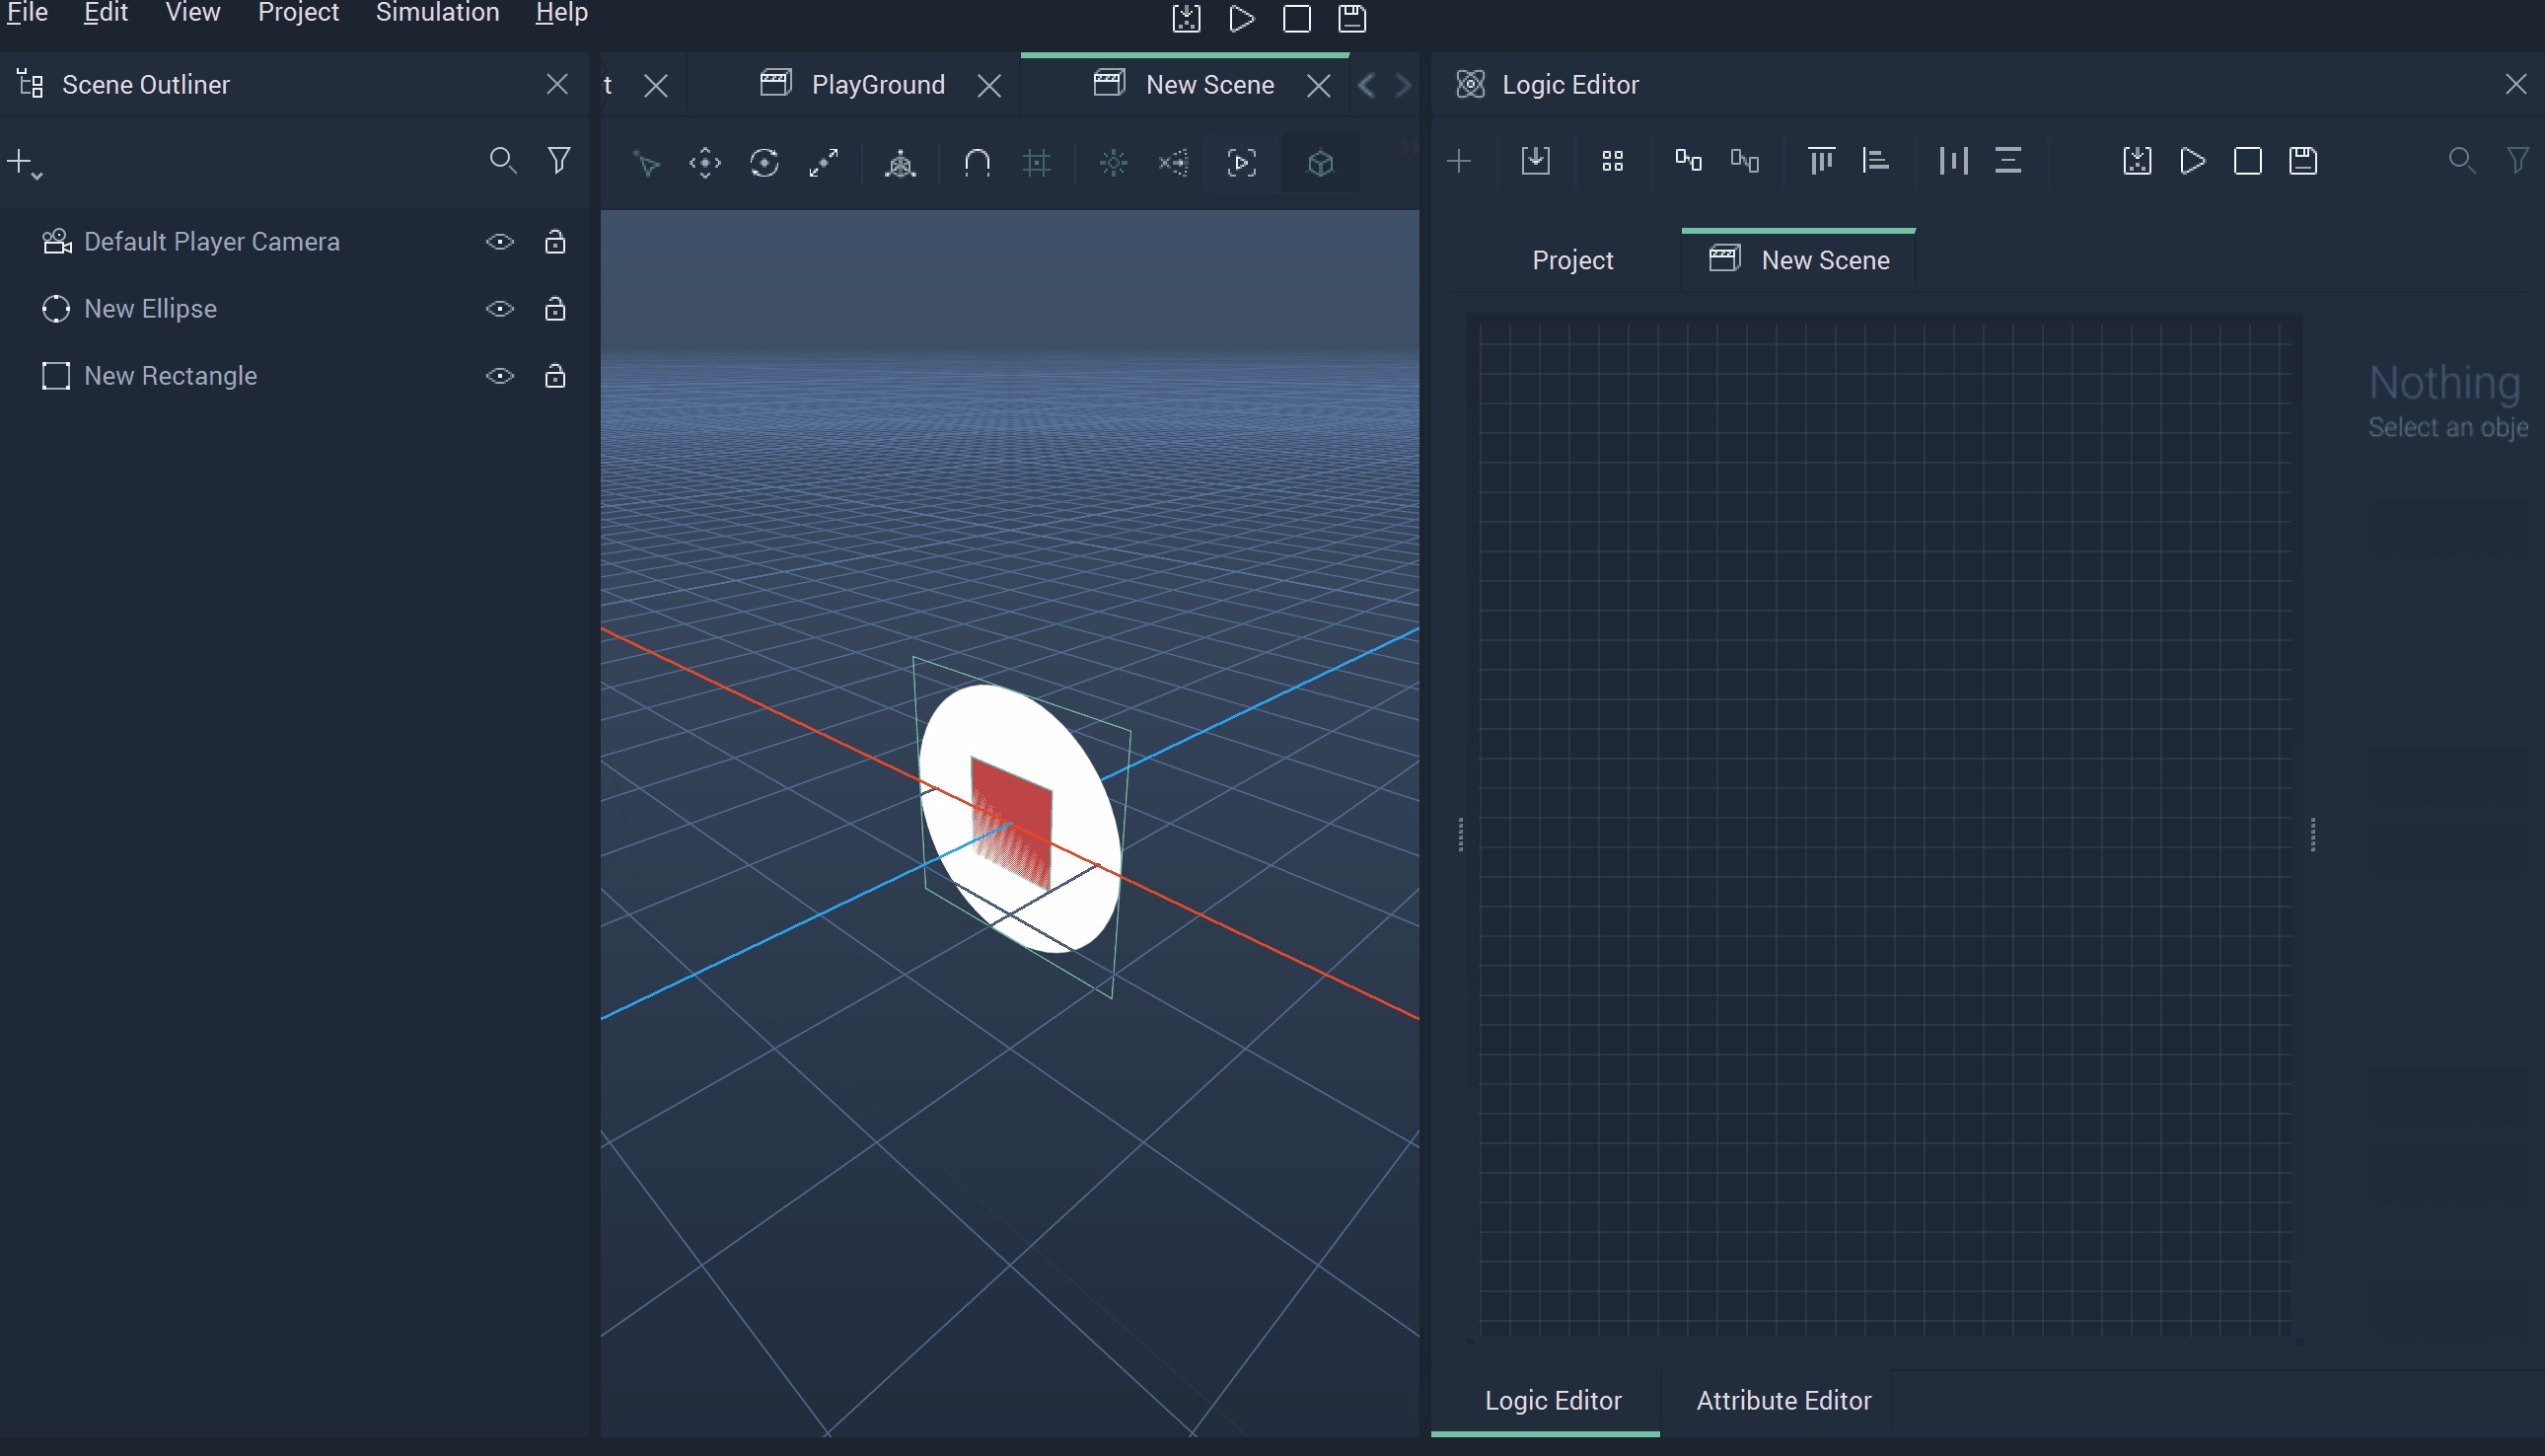 File Edit View Project Simulation Help
Scene Outliner
t PlayGround New Scene
Logic Editor
Default Player Camera
New Ellipse
New Rectangle
Project New Scene
Nothing
Select an obje
Logic Editor Attribute Editor